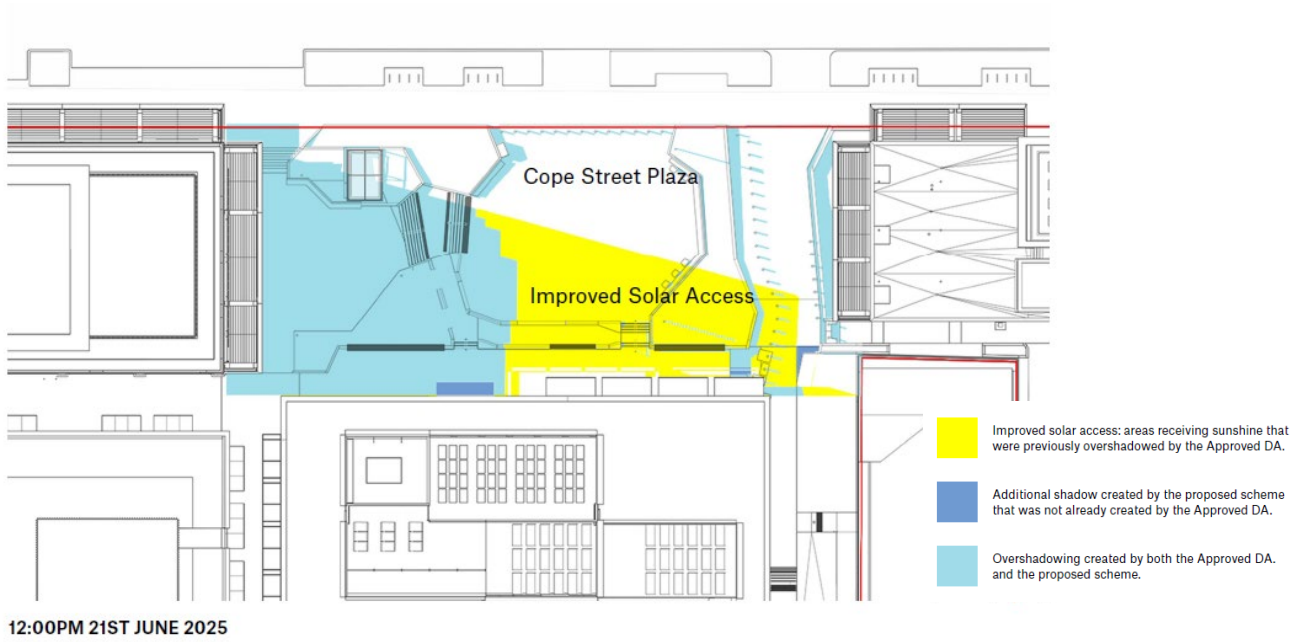 Cope Street Plaza
Improved Solar Access
Improved solar access: areas receiving sunshine that
were previously overshadowed by the Approved DA.
Additional shadow created by the proposed scheme
that was not already created by the Approved DA.
Overshadowing created by both the Approved DA.
and the proposed scheme.
12:00PM 21ST JUNE 2025